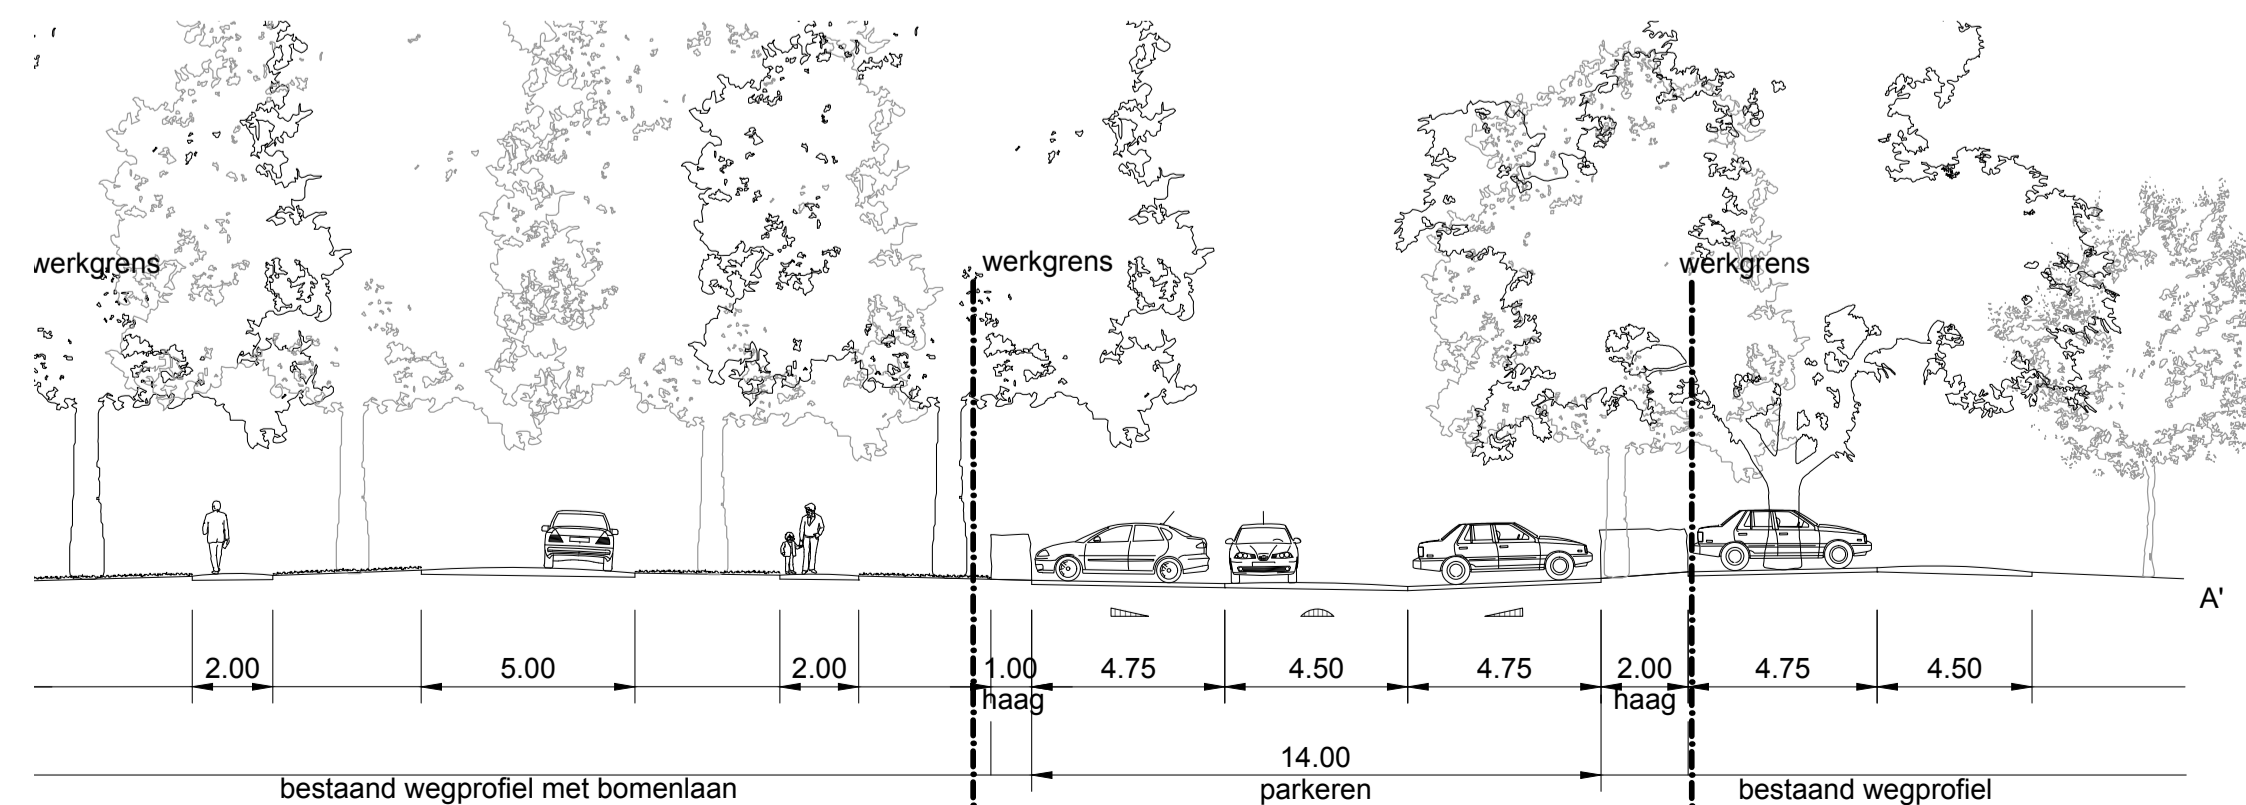 werkgrens
werkgrens
werkgrens
A'
2.00
5.00
2.00
1.00
4.75
4.50
4.75
2.00
4.75
4.50
haag
haag
14.00
bestaand wegprofiel met bomenlaan
parkeren
bestaand wegprofiel